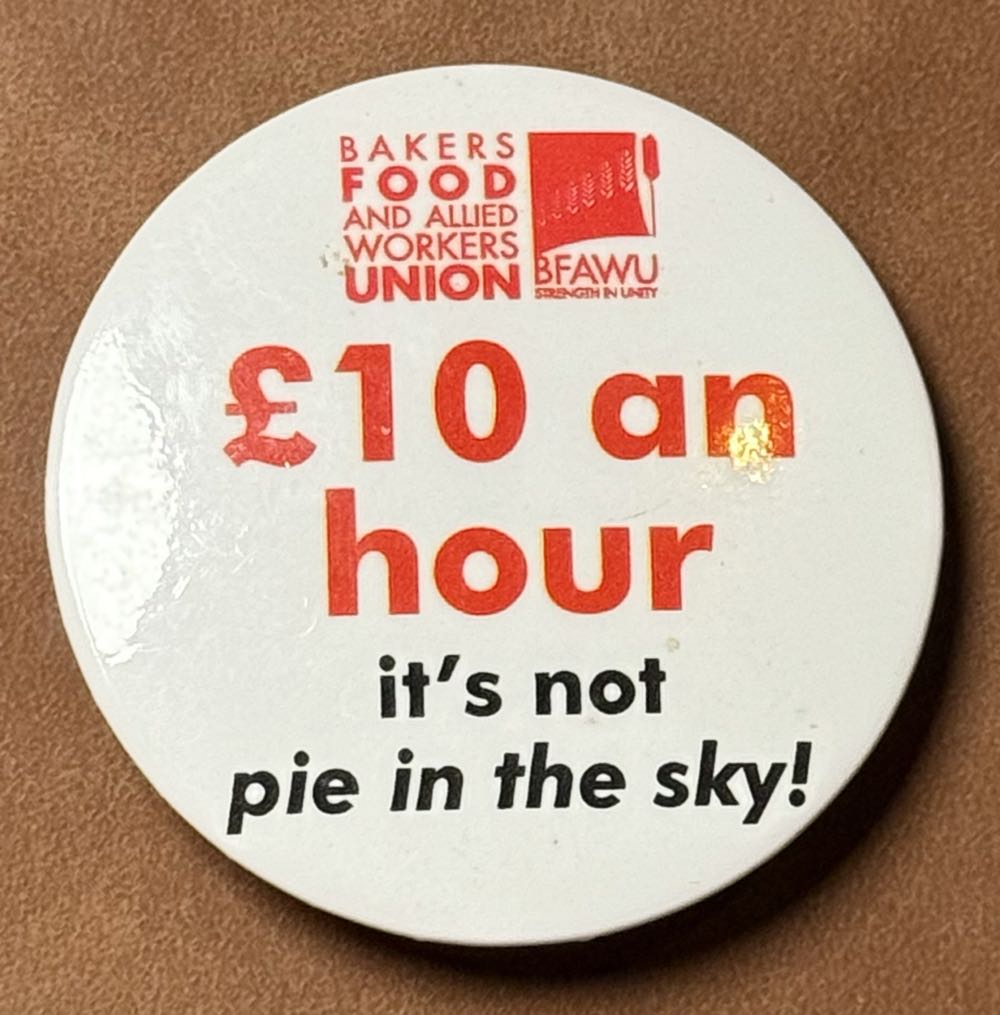 BAKERS
FOOD
AND ALLIED
WORKERS
UNION
BFAWU
STRENGTH IN UNITY
£10 an
hour
it's not
pie in the sky!